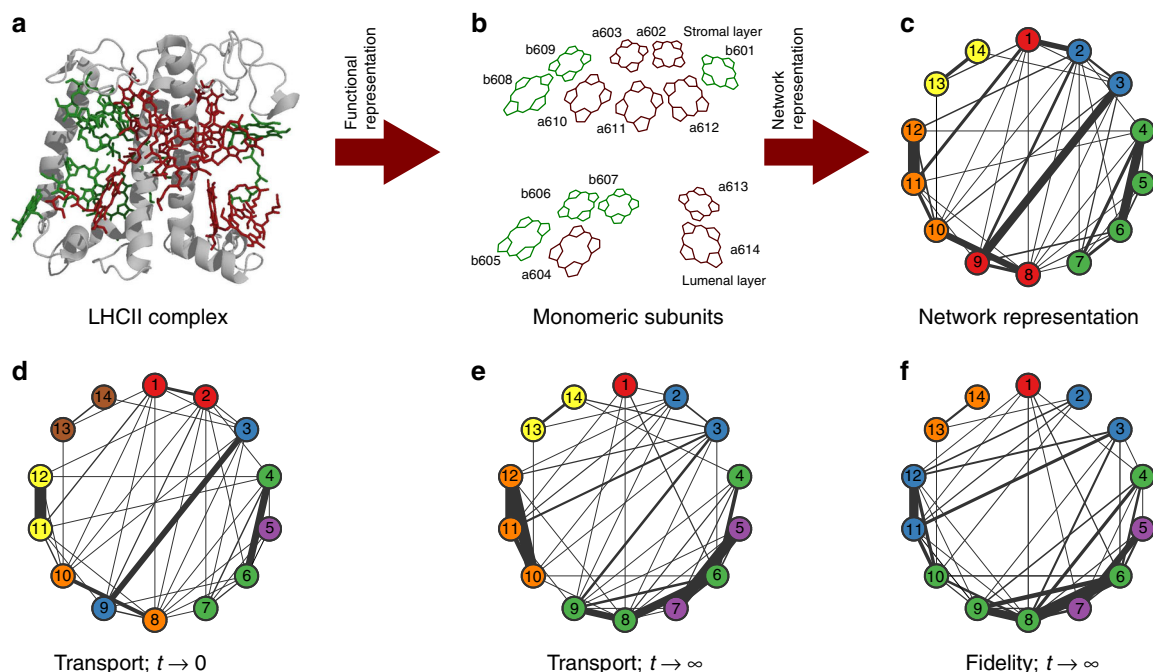 a
LHCII complex
Functional
representation
b
b609
a603
a602
Stromal layer
b601
b608
a610
a611
a612
b606
b607
a613
b605
a604
a614
Lumenal layer
Monomeric subunits
Network
representation
c
1
2
3
4
5
6
7
8
9
10
11
12
13
14
Network representation
d
1
2
3
4
5
6
7
8
9
10
11
12
13
14
Transport; t → 0
e
1
2
3
4
5
6
7
8
9
10
11
12
13
14
Transport; t → ∞
f
1
2
3
4
5
6
7
8
9
10
11
12
13
14
Fidelity; t → ∞